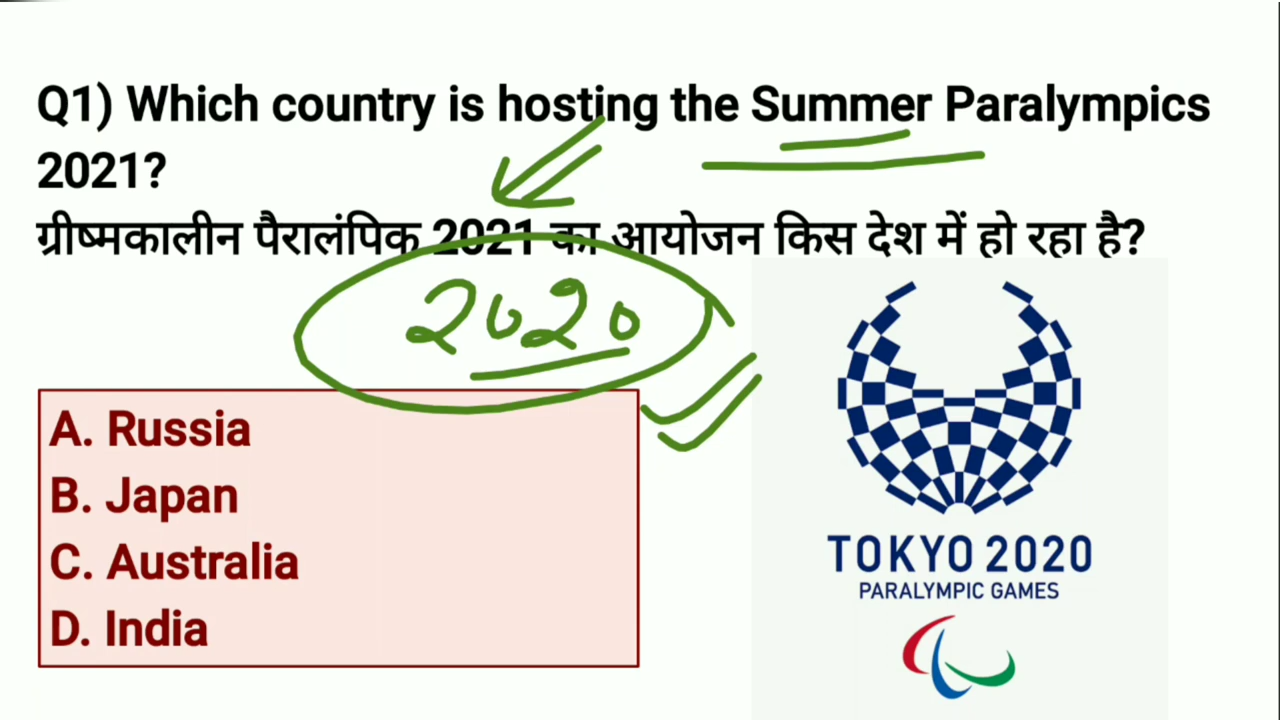 Q1) Which country is hosting the Summer Paralympics
2021?
ग्रीष्मकालीन पैरालंपिक 2021 का आयोजन किस देश में हो रहा है?
2020
A. Russia
B. Japan
C. Australia
D. India
TOKYO 2020
PARALYMPIC GAMES